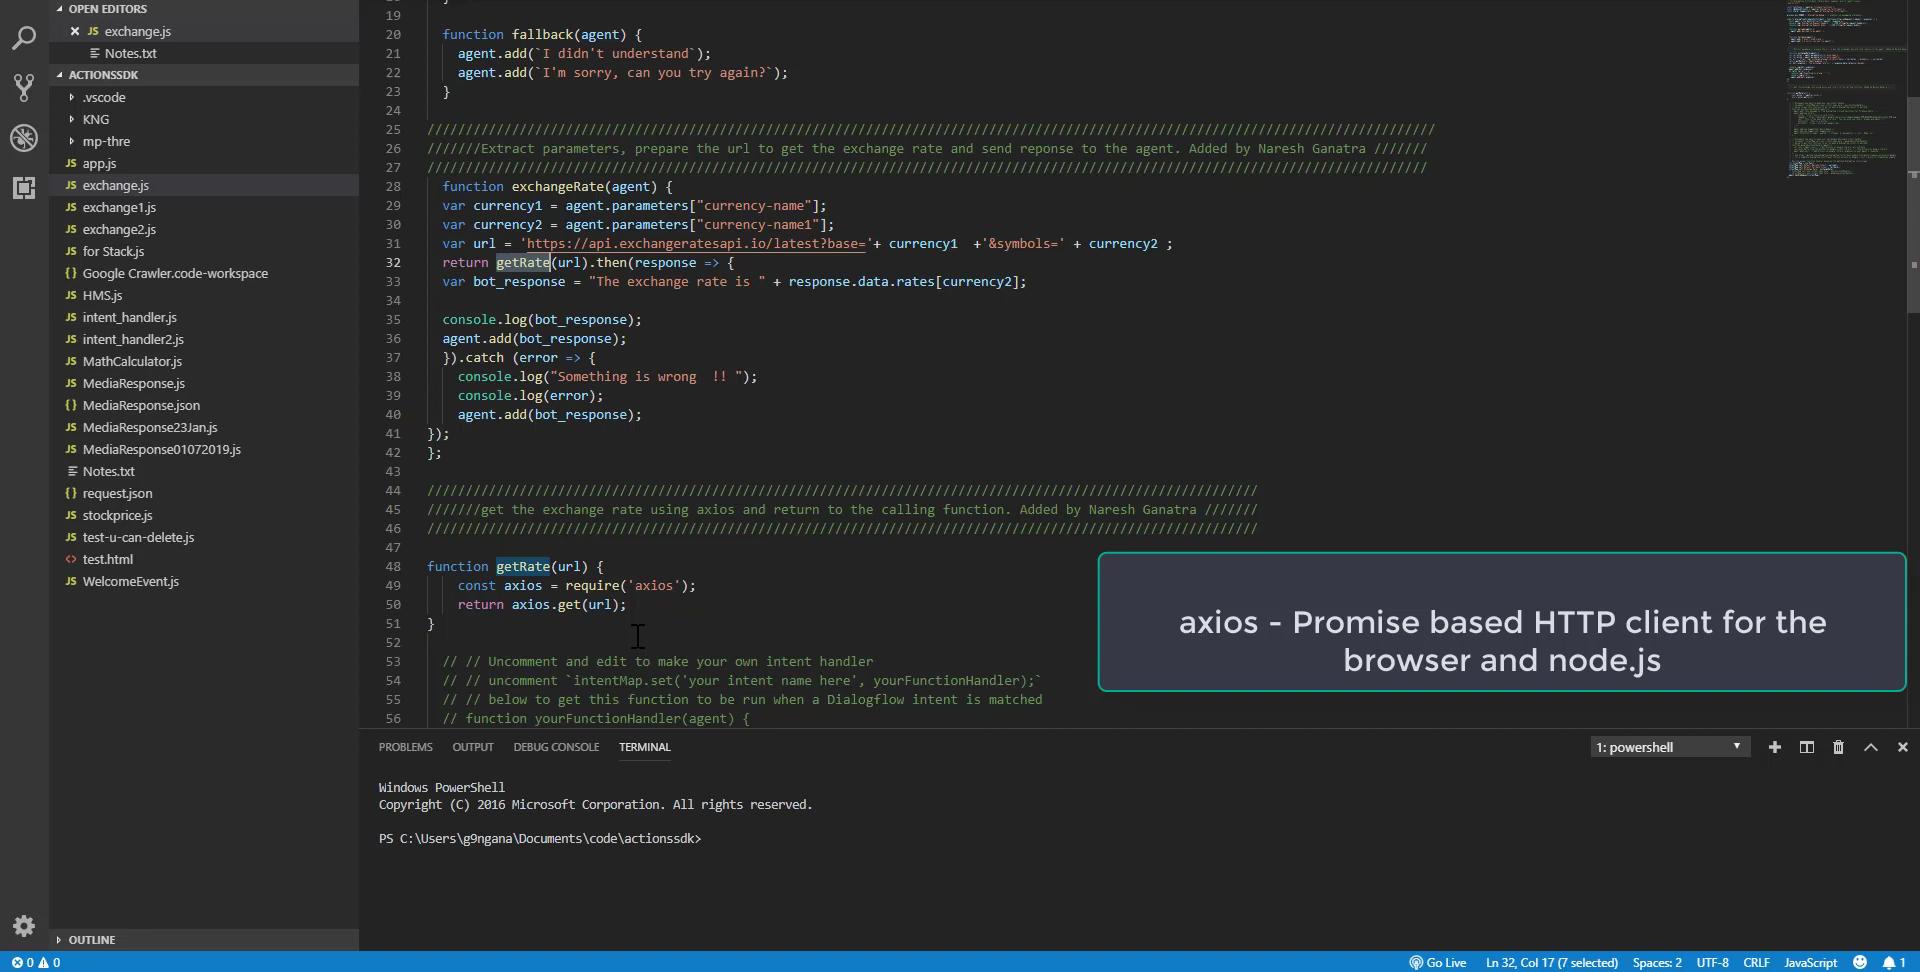 OPEN EDITORS
exchange.js
Notes.txt
ACTIONSSDK
.vscode
KNG
mp-thre
JS app.js
JS exchange.js
JS exchange1.js
JS exchange2.js
JS for Stack.js
{} Google Crawler.code-workspace
JS HMS.js
JS intent_handler.js
JS intent_handler2.js
JS MathCalculator.js
JS MediaResponse.js
{} MediaResponse.json
JS MediaResponse23Jan.js
JS MediaResponse01072019.js
Notes.txt
{} request.json
JS stockprice.js
JS test-u-can-delete.js
<> test.html
JS WelcomeEvent.js
OUTLINE
19
20 function fallback(agent) {
21 agent.add(`I didn't understand`);
22 agent.add(`I'm sorry, can you try again?`);
23 }
24
25 ///////////////////////////////////////////////////////////////////////////////////////////////////////////////////////////////////
26 ///////Extract parameters, prepare the url to get the exchange rate and send reponse to the agent. Added by Naresh Ganatra ///////
27 //////////////////////////////////////////////////////////////////////////////////////////////////////////////////////////////////
28 function exchangeRate(agent) {
29 var currency1 = agent.parameters["currency-name"];
30 var currency2 = agent.parameters["currency-name1"];
31 var url = 'https://api.exchangeratesapi.io/latest?base='+ currency1  +'&symbols=' + currency2 ;
32 return getRate(url).then(response => {
33 var bot_response = "The exchange rate is " + response.data.rates[currency2];
34
35 console.log(bot_response);
36 agent.add(bot_response);
37 }).catch (error => {
38 console.log("Something is wrong  !! ");
39 console.log(error);
40 agent.add(bot_response);
41 });
42 };
43
44 ////////////////////////////////////////////////////////////////////////////////////////////////////////////
45 ///////get the exchange rate using axios and return to the calling function. Added by Naresh Ganatra ///////
46 ////////////////////////////////////////////////////////////////////////////////////////////////////////////
47
48 function getRate(url) {
49 const axios = require('axios');
50 return axios.get(url);
51 }
52
53 // // Uncomment and edit to make your own intent handler
54 // // uncomment `intentMap.set('your intent name here', yourFunctionHandler);`
55 // // below to get this function to be run when a Dialogflow intent is matched
56 // function yourFunctionHandler(agent) {
axios - Promise based HTTP client for the
browser and node.js
PROBLEMS OUTPUT DEBUG CONSOLE TERMINAL 1: powershell
Windows PowerShell
Copyright (C) 2016 Microsoft Corporation. All rights reserved.
PS C:\Users\g9ngana\Documents\code\actionssdk>
0 0 Go Live Ln 32, Col 17 (7 selected) Spaces: 2 UTF-8 CRLF JavaScript 1